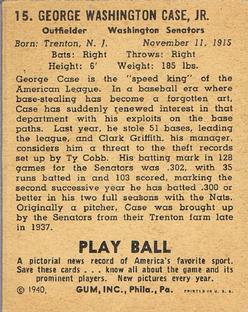 15. GEORGE WASHINGTON CASE, JR.
Outfielder Washington Senators
Born: Trenton, N. J. November 11, 1915
Bats: Right Throws: Right
Height: 6' Weight: 185 lbs.
George Case is the "speed king" of the
American League. In a baseball era where
base-stealing has become a forgotten art,
Case has suddenly renewed interest in that
department with his exploits on the base
paths. Last year, he stole 51 bases, leading
the league, and Clark Griffith, his manager,
considers him a threat to the theft records
set up by Ty Cobb. His batting mark in 128
games for the Senators was .302, with 35
runs batted in and 103 scored, marking the
second successive year he has batted .300 or
better in his two full seasons with the Nats.
Originally a pitcher, Case was brought up
by the Senators from their Trenton farm late
in 1937.
PLAY BALL
A pictorial news record of America's favorite sport.
Save these cards . . . know all about the game and its
prominent players. New pictures every year.
© 1940, GUM, INC., Phila., Pa. PRINTED IN U. S. A.